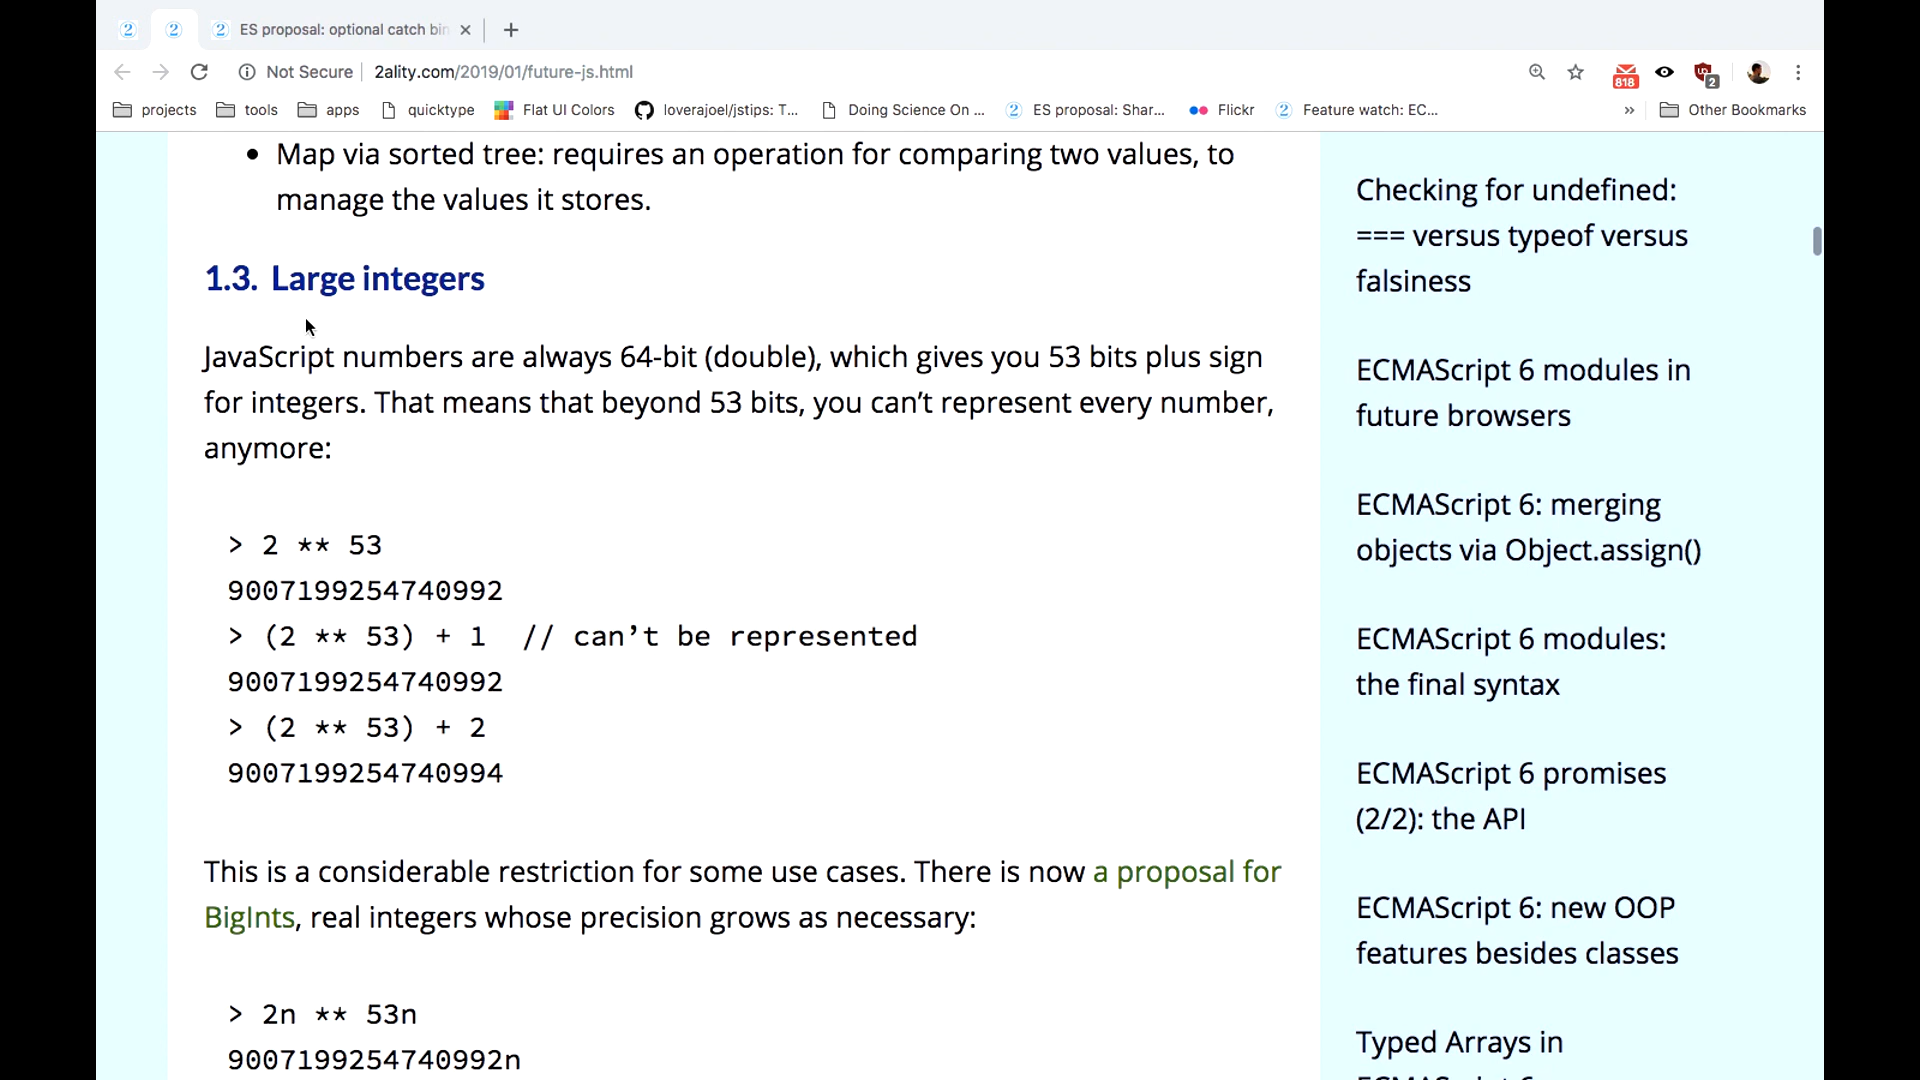 2
2
2 ES proposal: optional catch bin
Not Secure 2ality.com/2019/01/future-js.html
818
2
projects tools apps quicktype Flat UI Colors loverajoel/jstips: T... Doing Science On ... 2 ES proposal: Shar... Flickr 2 Feature watch: EC... » Other Bookmarks
• Map via sorted tree: requires an operation for comparing two values, to
manage the values it stores.
1.3. Large integers
JavaScript numbers are always 64-bit (double), which gives you 53 bits plus sign
for integers. That means that beyond 53 bits, you can’t represent every number,
anymore:
> 2 ** 53
9007199254740992
> (2 ** 53) + 1  // can’t be represented
9007199254740992
> (2 ** 53) + 2
9007199254740994
This is a considerable restriction for some use cases. There is now a proposal for
BigInts, real integers whose precision grows as necessary:
> 2n ** 53n
9007199254740992n
Checking for undefined:
=== versus typeof versus
falsiness
ECMAScript 6 modules in
future browsers
ECMAScript 6: merging
objects via Object.assign()
ECMAScript 6 modules:
the final syntax
ECMAScript 6 promises
(2/2): the API
ECMAScript 6: new OOP
features besides classes
Typed Arrays in